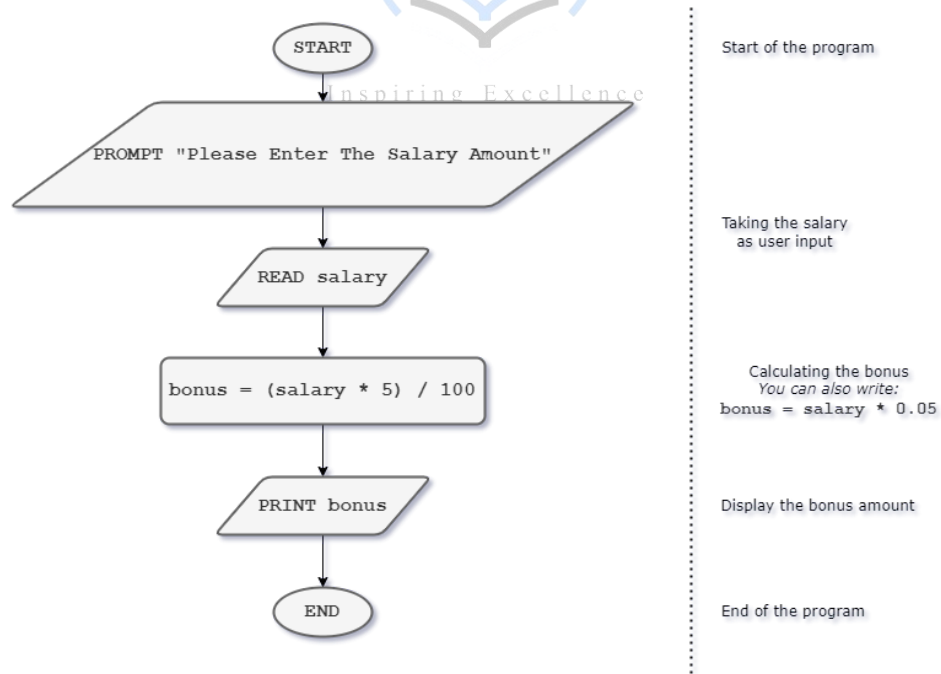 START
Start of the program
Inspiring Excellence
PROMPT "Please Enter The Salary Amount"
Taking the salary
as user input
READ salary
bonus = (salary * 5) / 100
Calculating the bonus
You can also write:
bonus = salary * 0.05
PRINT bonus
Display the bonus amount
END
End of the program